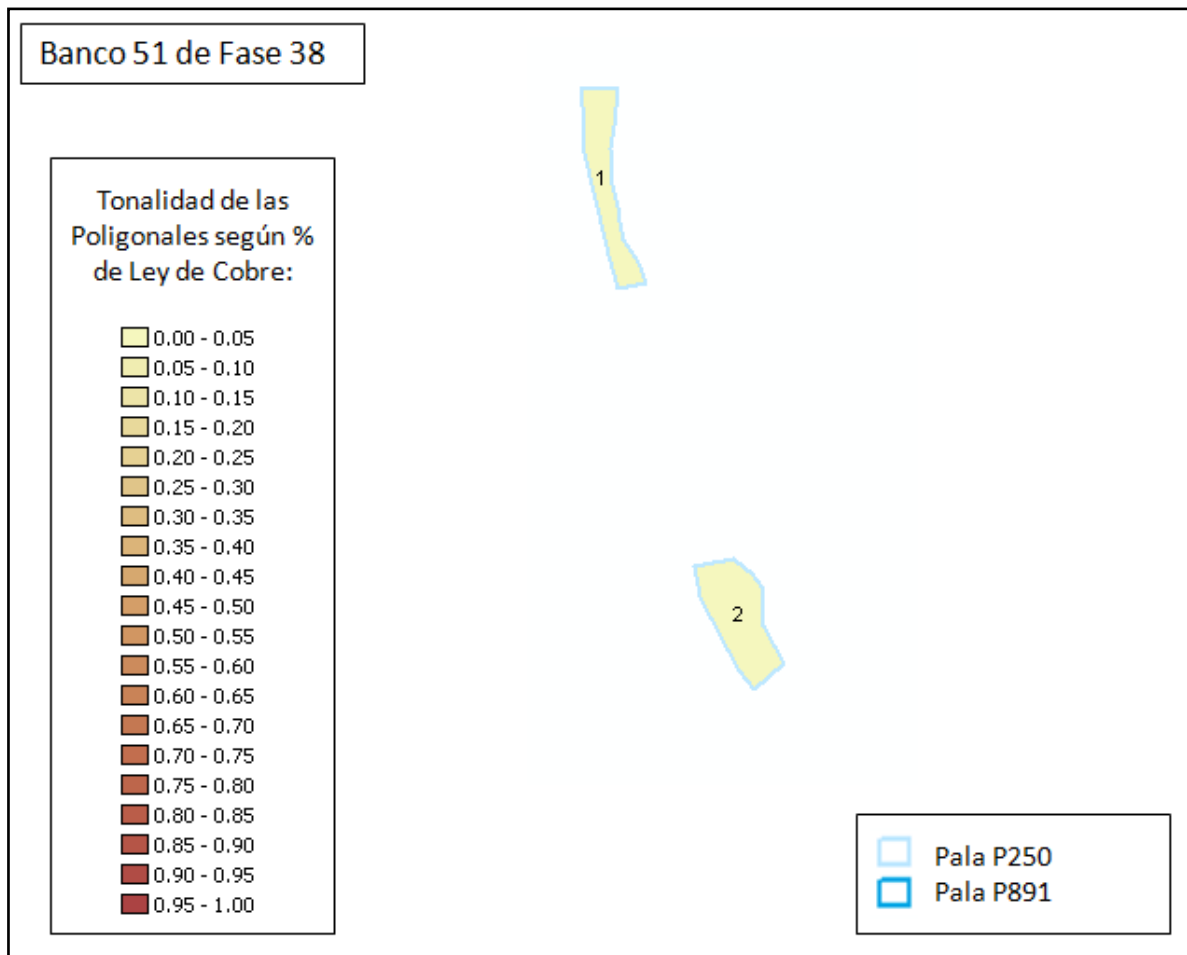 Banco 51 de Fase 38
1
Tonalidad de las
Poligonales según %
de Ley de Cobre:
0.00 - 0.05
0.05 - 0.10
0.10 - 0.15
0.15 - 0.20
0.20 - 0.25
0.25 - 0.30
0.30 - 0.35
0.35 - 0.40
0.40 - 0.45
0.45 - 0.50
0.50 - 0.55
0.55 - 0.60
0.60 - 0.65
0.65 - 0.70
0.70 - 0.75
0.75 - 0.80
0.80 - 0.85
0.85 - 0.90
0.90 - 0.95
0.95 - 1.00
2
Pala P250
Pala P891